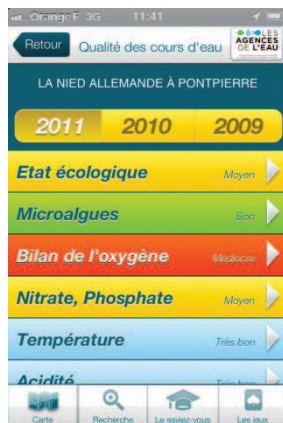 Orange F 3G 11:41
Retour Qualité des cours d'eau LES AGENCES DE L'EAU
LA NIED ALLEMANDE À PONTPIERRE
2011 2010 2009
Etat écologique Moyen
Microalgues Bon
Bilan de l'oxygène Médiocre
Nitrate, Phosphate Moyen
Température Très bon
Acidité Très bon
Carte Recherche Le saviez-vous Les jeux